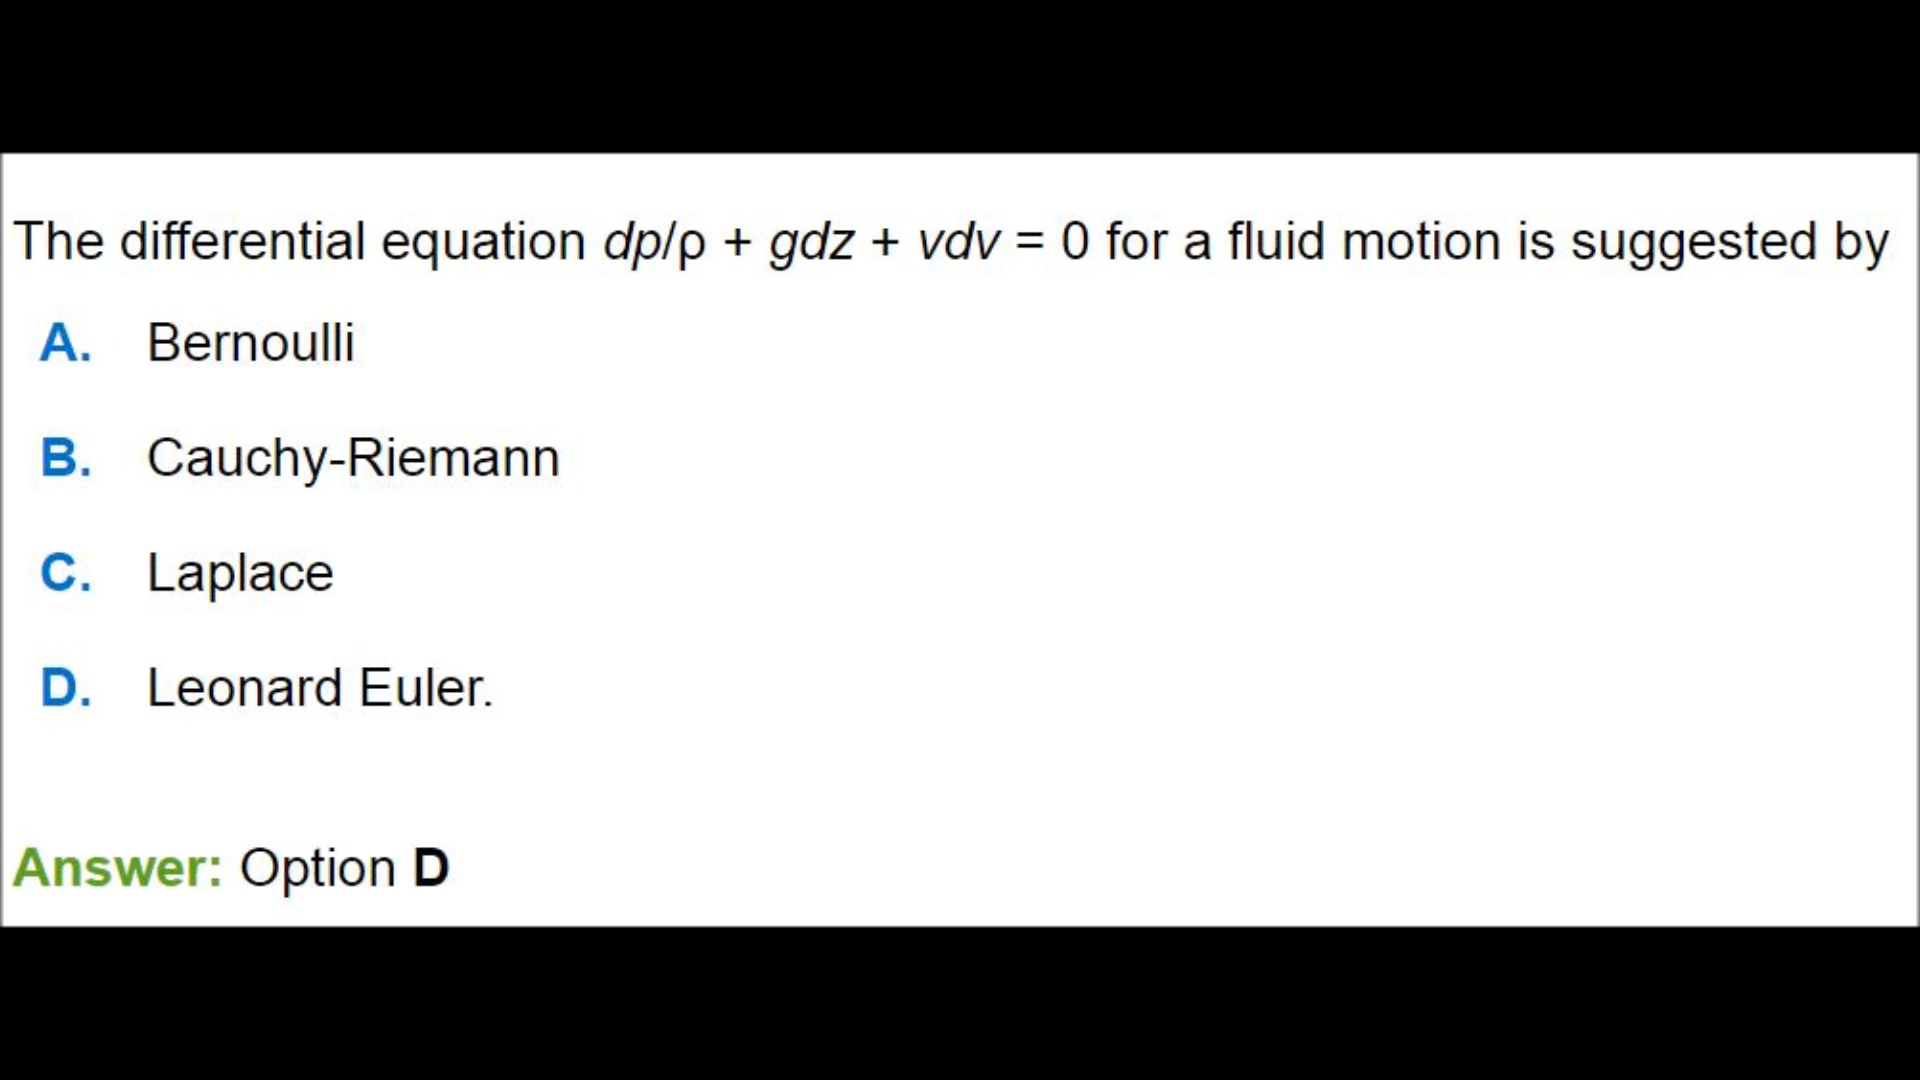 The differential equation dp/ρ + gdz + vdv = 0 for a fluid motion is suggested by
A. Bernoulli
B. Cauchy-Riemann
C. Laplace
D. Leonard Euler.
Answer: Option D